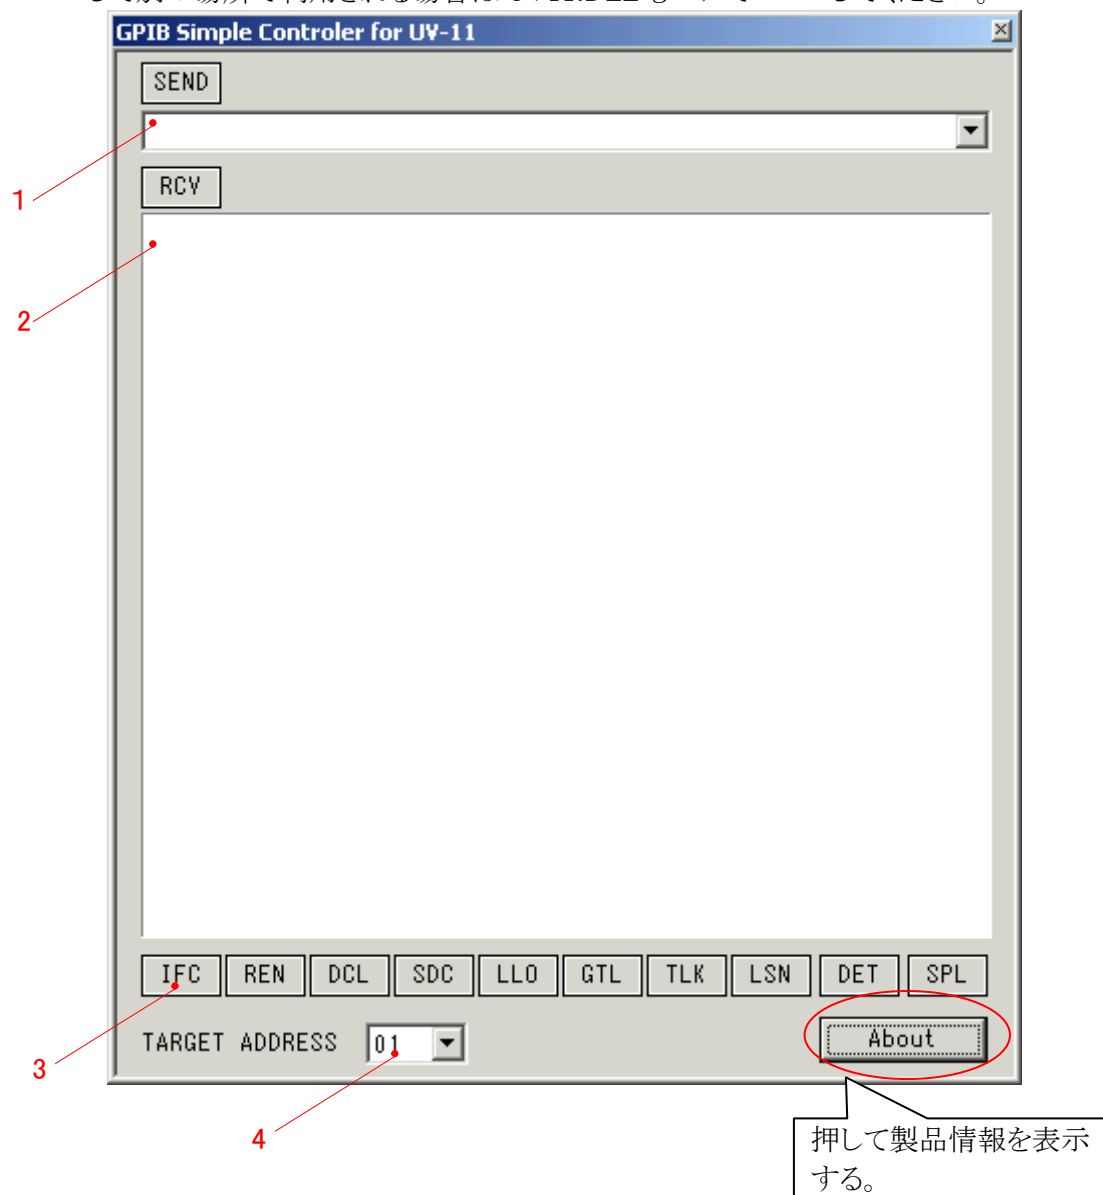 GPIB Simple Controler for UV-11
SEND
1
RCV
2
IFC REN DCL SDC LLO GTL TLK LSN DET SPL
TARGET ADDRESS 01 About
3
4
押して製品情報を表示
する。